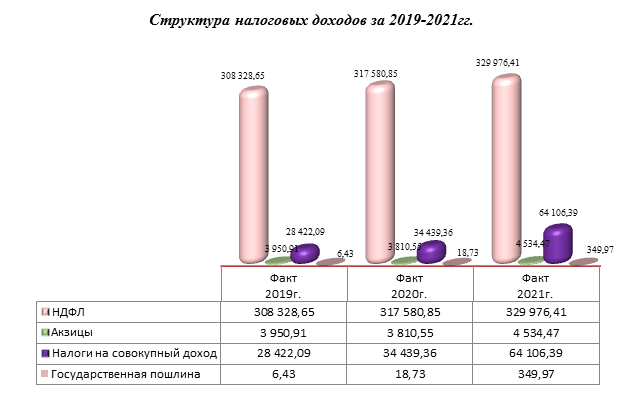 Структура налоговых доходов за 2019-2021гг.
329 976,41
317 580,85
308 328,65
64 106,39
28 422,09
34 439,36
3 950,91
6,43
3 810,55
18,73
4 534,47
349,97
Факт 2019г.
Факт 2020г.
Факт 2021г.
НДФЛ 308 328,65 317 580,85 329 976,41
Акзицы 3 950,91 3 810,55 4 534,47
Налоги на совокупный доход 28 422,09 34 439,36 64 106,39
Государственная пошлина 6,43 18,73 349,97